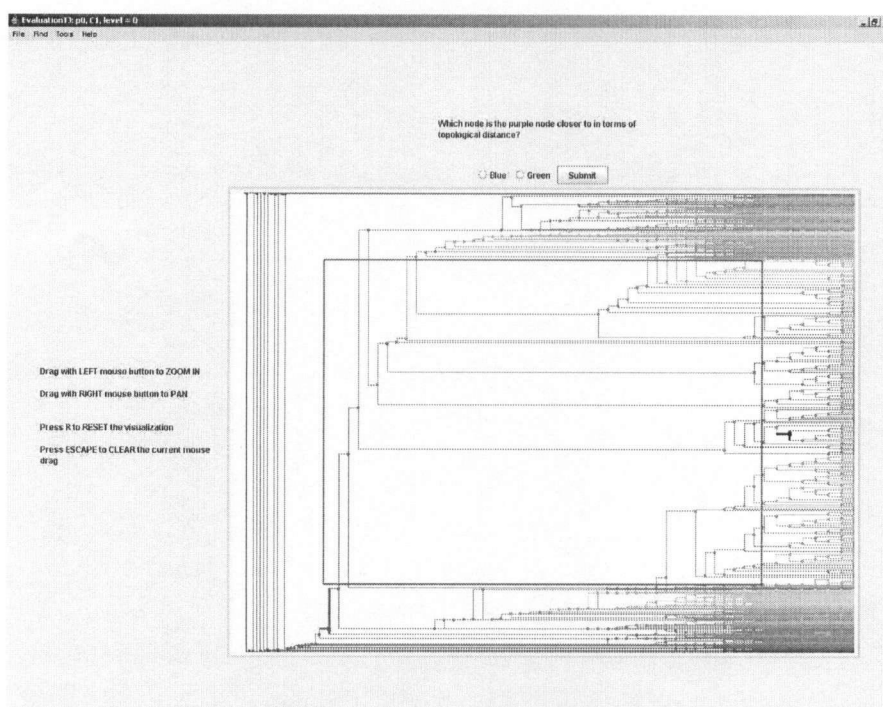 EvaluationT3: p0, C1, level = 0
File Find Tools Help
Which node is the purple node closer to in terms of
topological distance?
Blue Green Submit
Drag with LEFT mouse button to ZOOM IN
Drag with RIGHT mouse button to PAN
Press R to RESET the visualization
Press ESCAPE to CLEAR the current mouse
drag